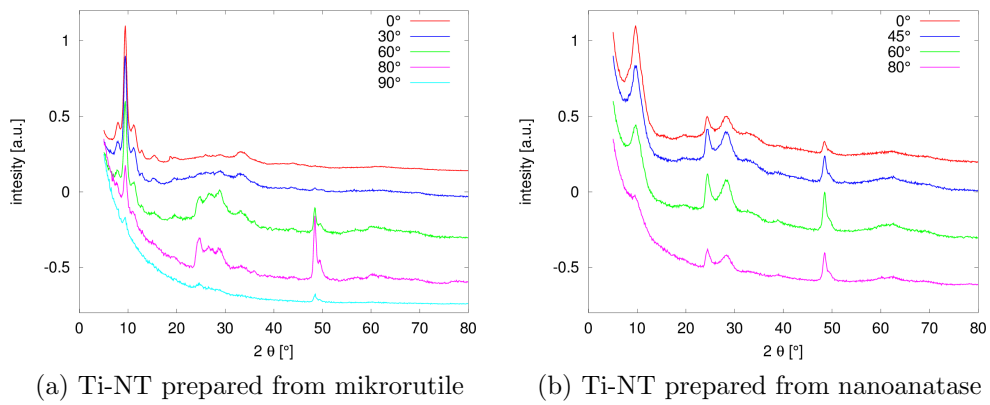 1
0.5
0
-0.5
intesity [a.u.]
0 10 20 30 40 50 60 70 80
2 θ [°]
0°
30°
60°
80°
90°
(a) Ti-NT prepared from mikrorutile
1
0.5
0
-0.5
intesity [a.u.]
0 10 20 30 40 50 60 70 80
2 θ [°]
0°
45°
60°
80°
(b) Ti-NT prepared from nanoanatase